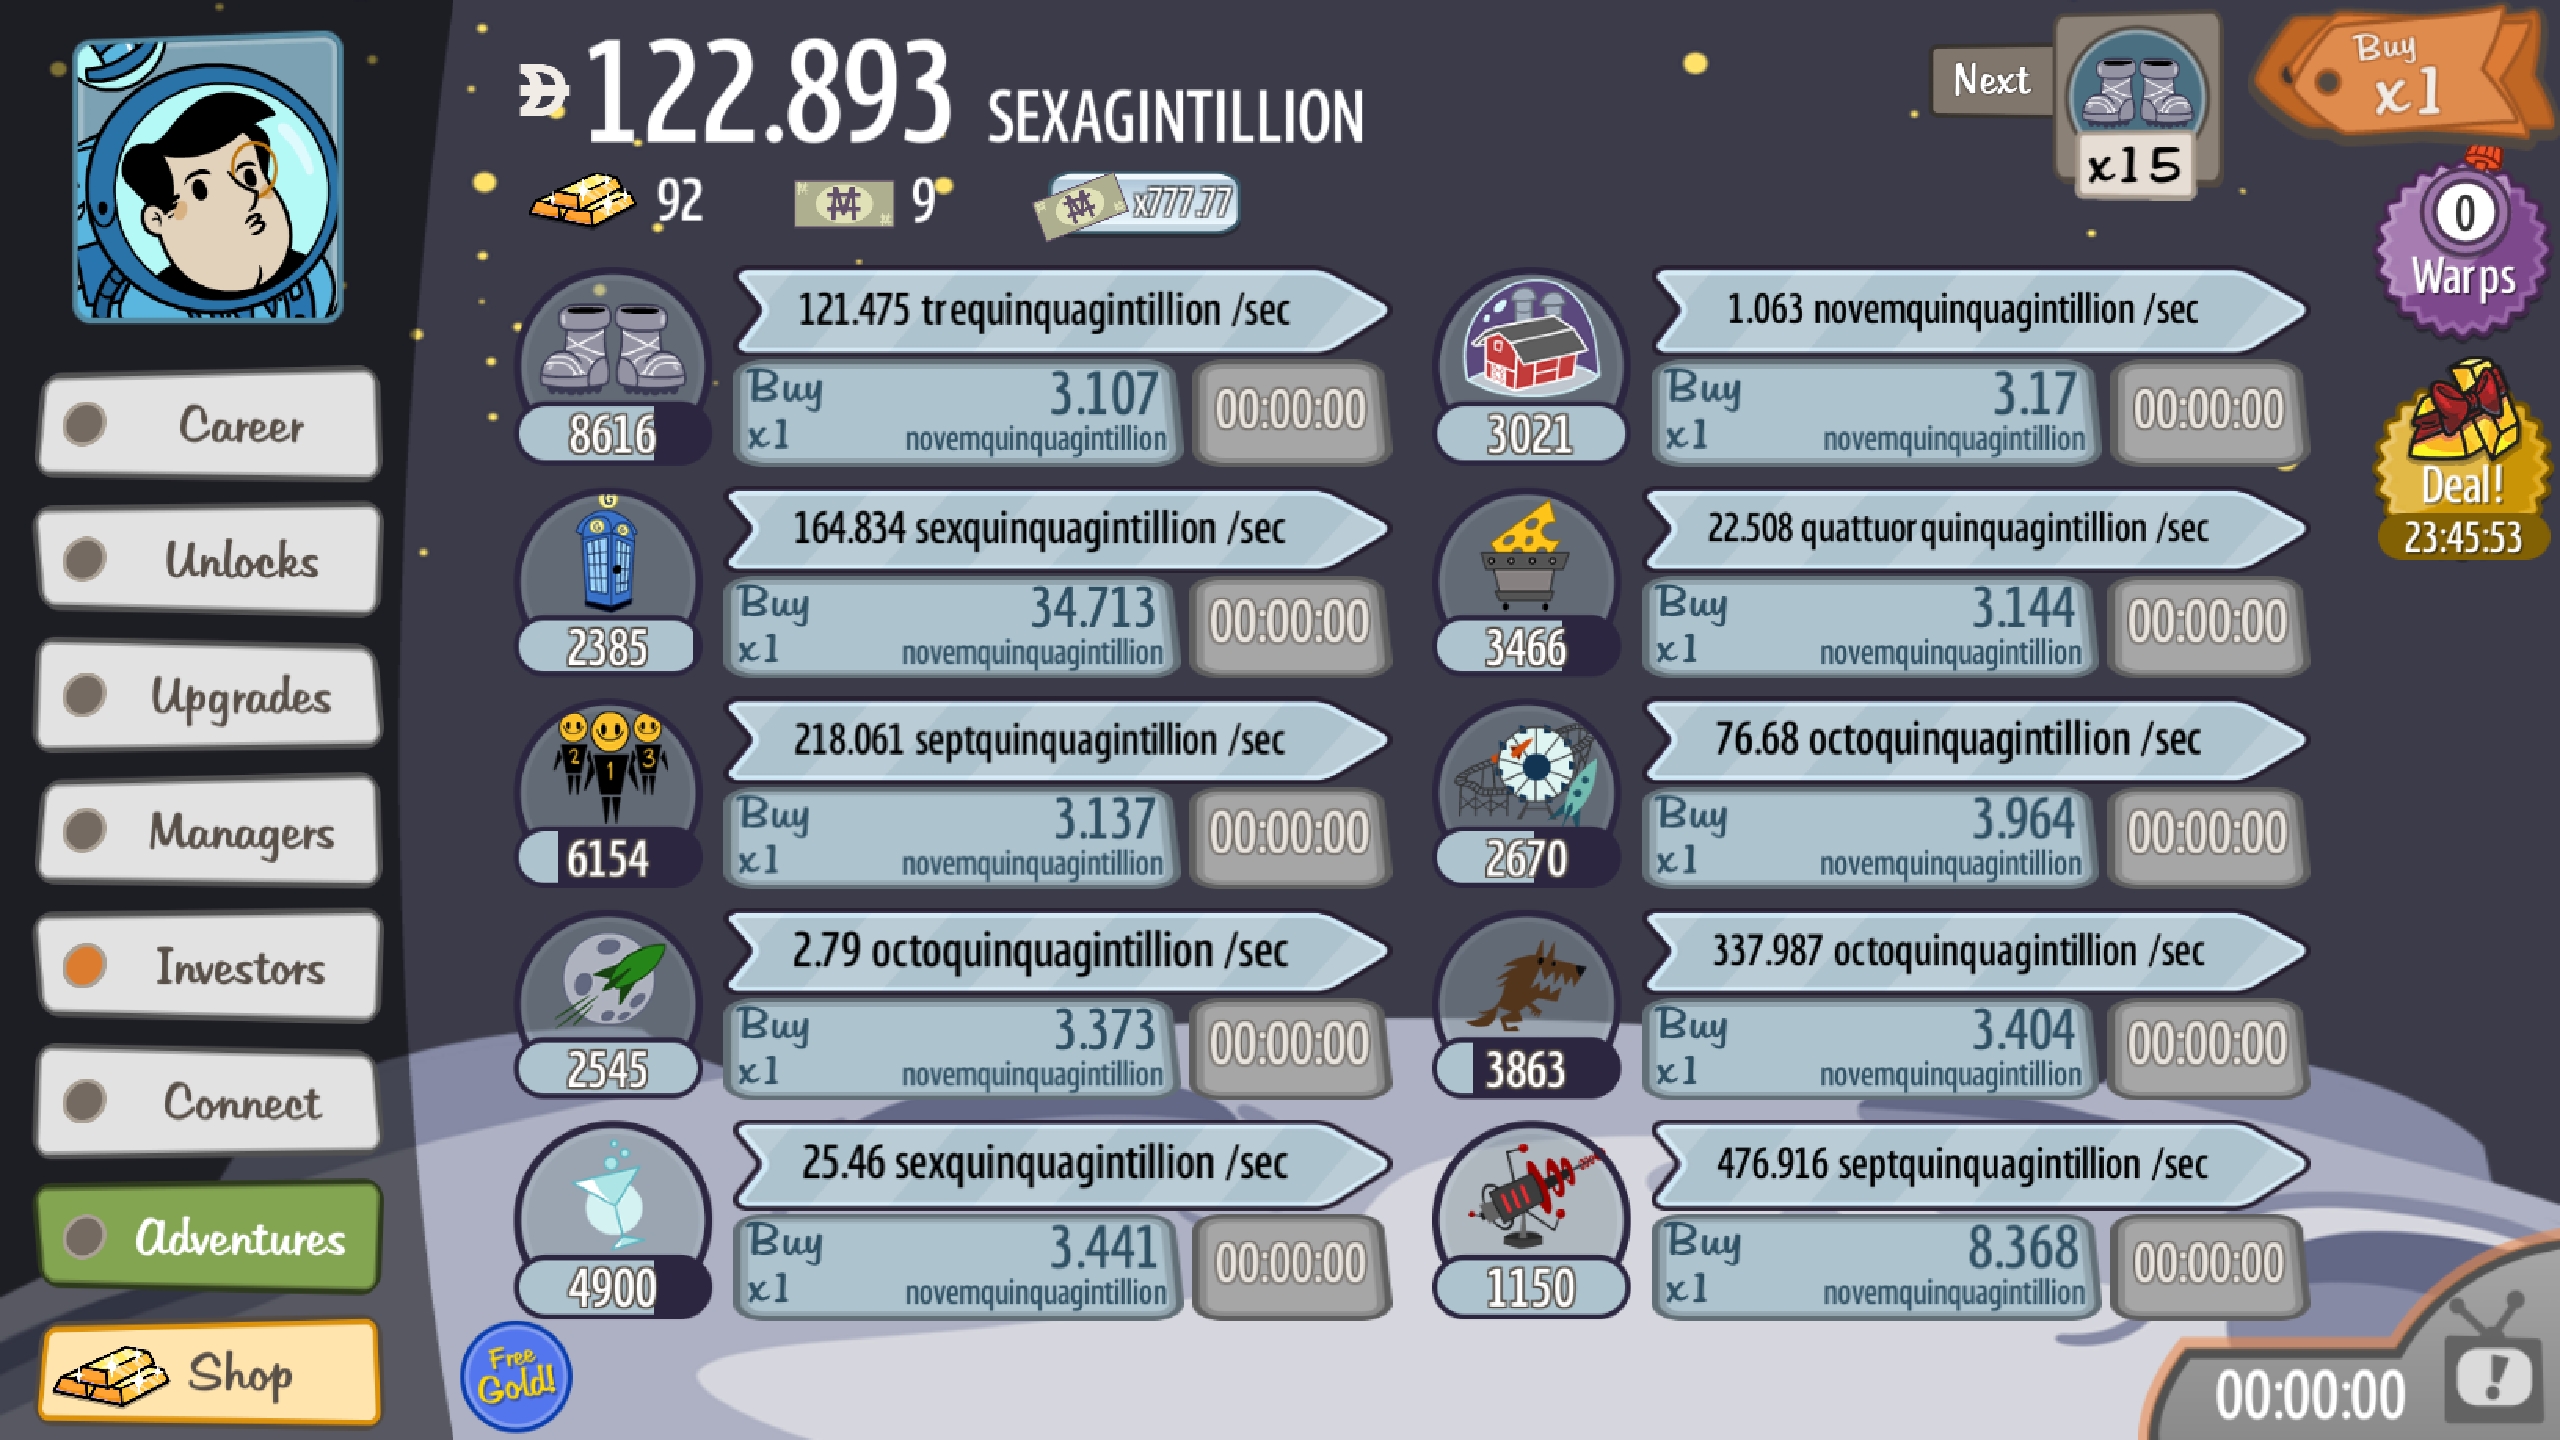 122.893 SEXAGINTILLION
Next
x15
Buy
x1
92
9
x777.77
0
Warps
Deal!
23:45:53
Career
Unlocks
Upgrades
Managers
Investors
Connect
Adventures
Shop
8616
121.475 trequinquagintillion /sec
Buy
x1
3.107
novemquinquagintillion
00:00:00
3021
1.063 novemquinquagintillion /sec
Buy
x1
3.17
novemquinquagintillion
00:00:00
G
G G
2385
164.834 sexquinquagintillion /sec
Buy
x1
34.713
novemquinquagintillion
00:00:00
3466
22.508 quattuorquinquagintillion /sec
Buy
x1
3.144
novemquinquagintillion
00:00:00
2 1 3
6154
218.061 septquinquagintillion /sec
Buy
x1
3.137
novemquinquagintillion
00:00:00
2670
76.68 octoquinquagintillion /sec
Buy
x1
3.964
novemquinquagintillion
00:00:00
2545
2.79 octoquinquagintillion /sec
Buy
x1
3.373
novemquinquagintillion
00:00:00
3863
337.987 octoquinquagintillion /sec
Buy
x1
3.404
novemquinquagintillion
00:00:00
4900
25.46 sexquinquagintillion /sec
Buy
x1
3.441
novemquinquagintillion
00:00:00
1150
476.916 septquinquagintillion /sec
Buy
x1
8.368
novemquinquagintillion
00:00:00
Free
Gold!
00:00:00
!